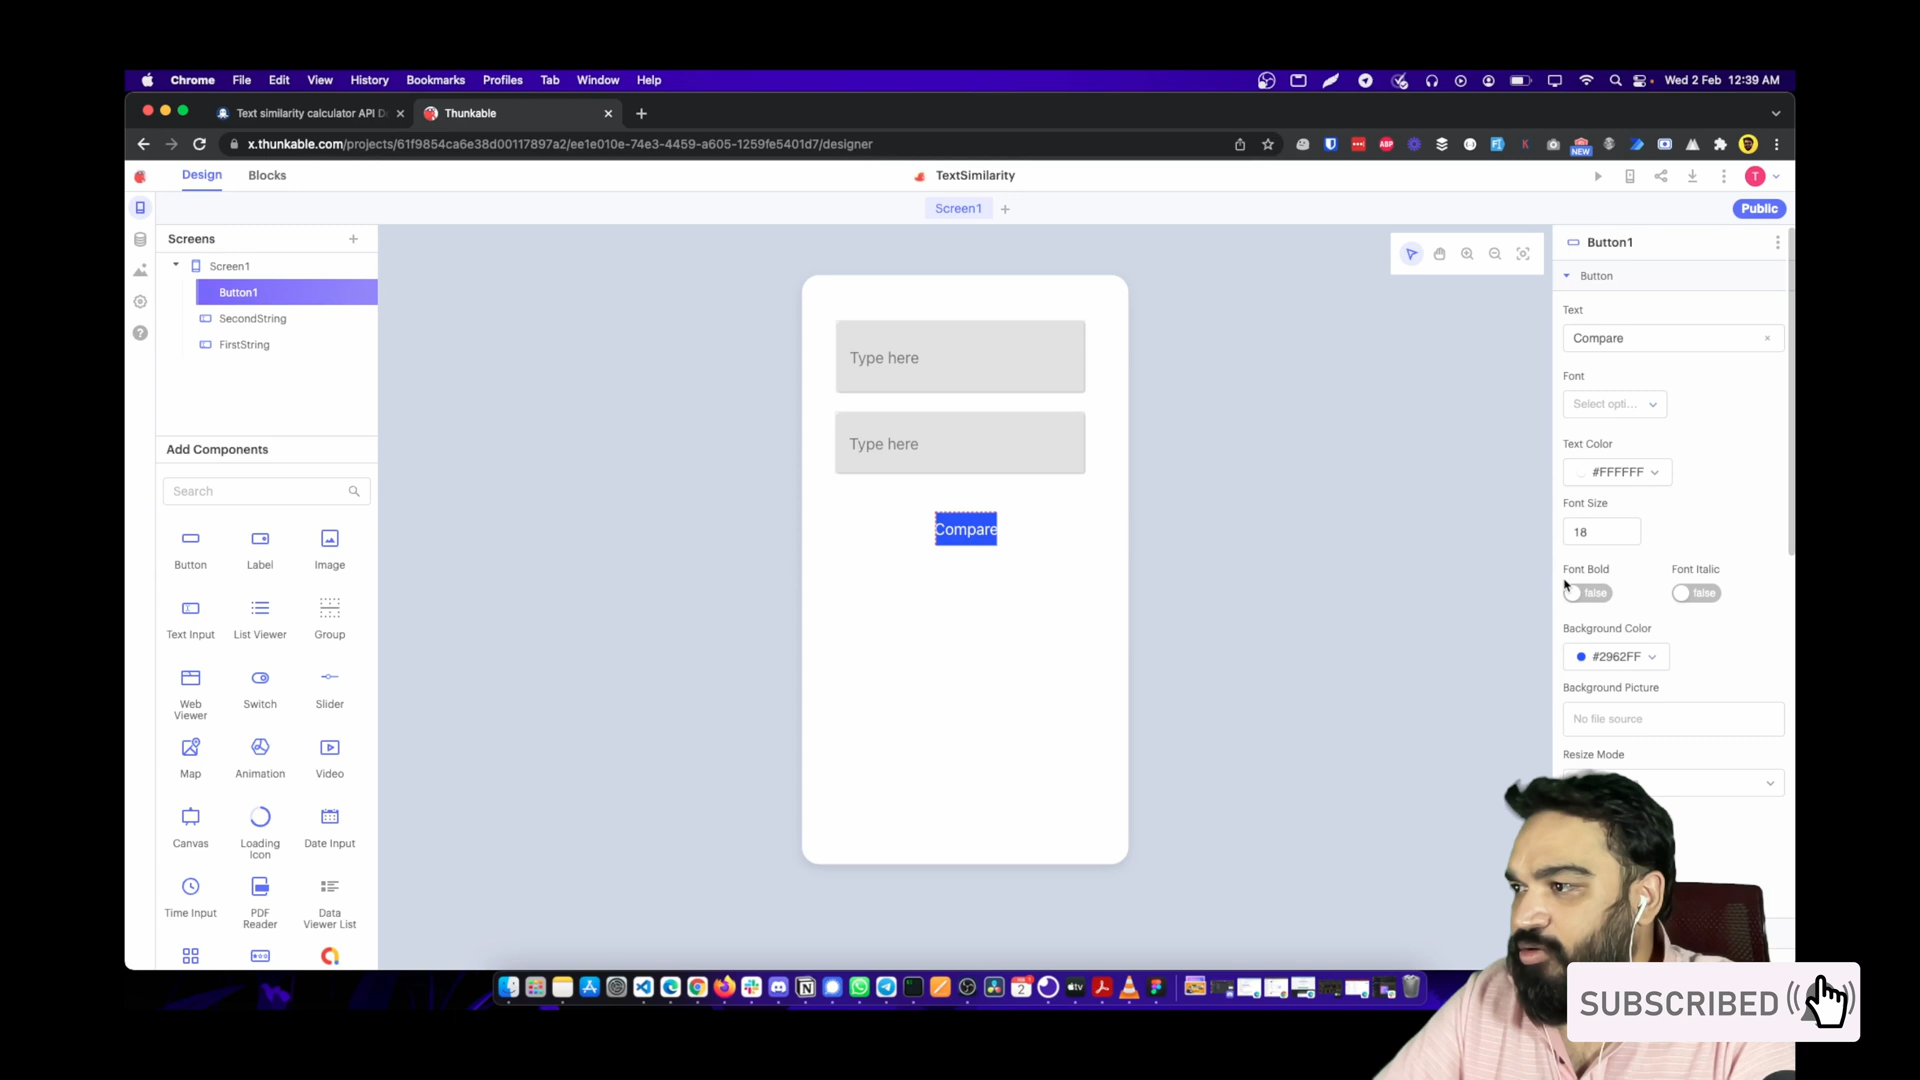 Chrome File Edit View History Bookmarks Profiles Tab Window Help Wed 2 Feb 12:39 AM
Text similarity calculator API D Thunkable
x.thunkable.com/projects/61f9854ca6e38d00117897a2/ee1e010e-74e3-4459-a605-1259fe5401d7/designer
ABP
NEW
Design Blocks TextSimilarity T
Screen1 Public
Screens
Screen1
Button1
SecondString
FirstString
Add Components
Search
Button Label Image
Text Input List Viewer Group
Web Viewer Switch Slider
Map Animation Video
Canvas Loading Icon Date Input
Time Input PDF Reader Data Viewer List
Type here
Type here
Compare
Button1
Button
Text
Compare
Font
Select opti...
Text Color
#FFFFFF
Font Size
18
Font Bold Font Italic
false false
Background Color
#2962FF
Background Picture
No file source
Resize Mode
SUBSCRIBED